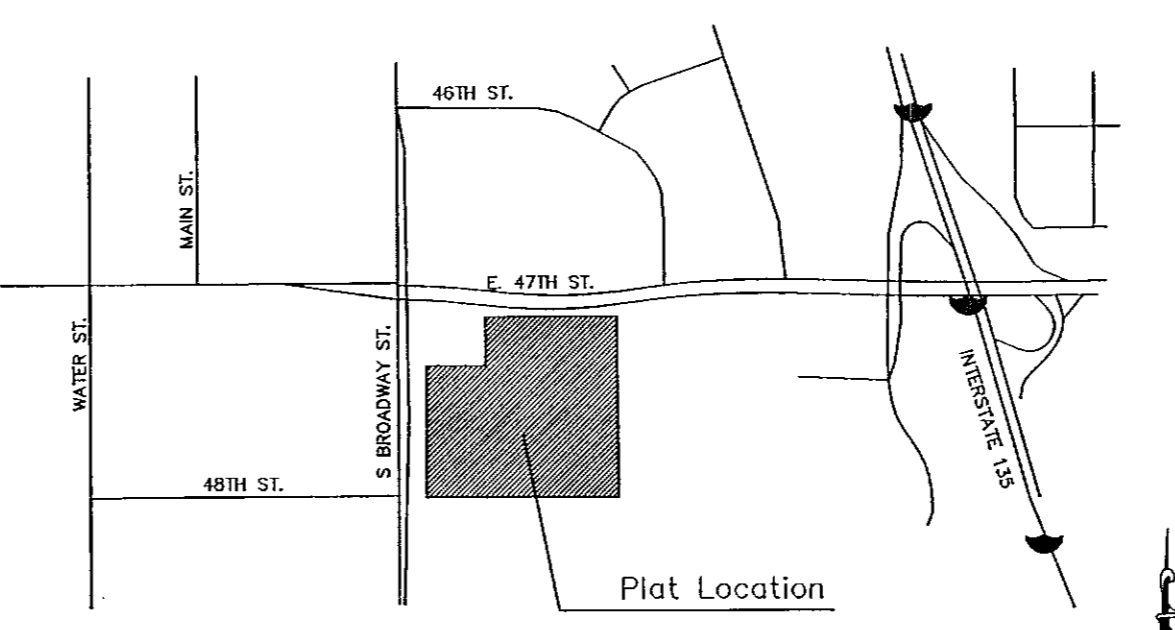 46TH ST.
MAIN ST.
E. 47TH ST.
WATER ST.
S BROADWAY ST.
INTERSTATE 135
48TH ST.
Plat Location